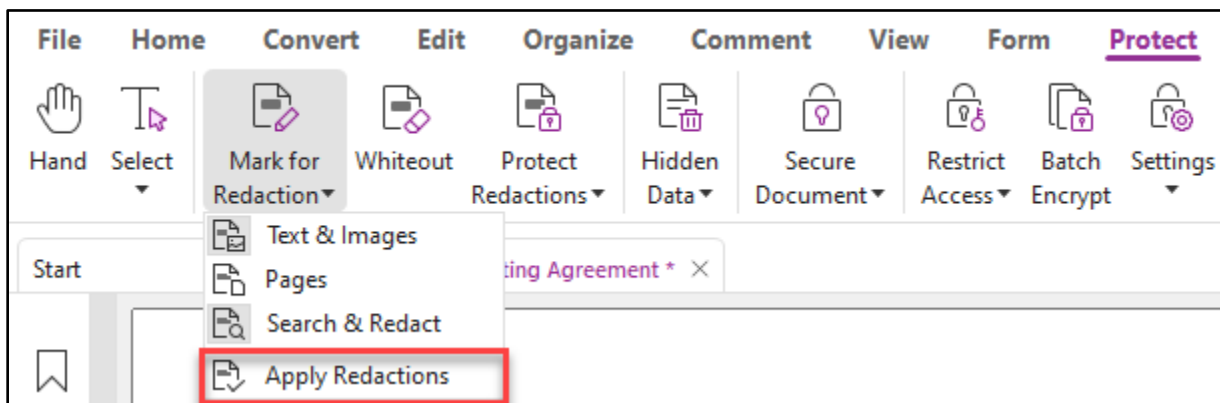 File Home Convert Edit Organize Comment View Form Protect
Hand Select Mark for Redaction Whiteout Protect Redactions Hidden Data Secure Document Restrict Access Batch Encrypt Settings
Text & Images
Start ting Agreement *
Pages
Search & Redact
Apply Redactions